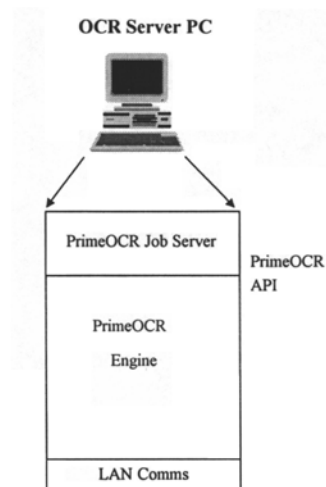 OCR Server PC
PrimeOCR Job Server
PrimeOCR
API
PrimeOCR
Engine
LAN Comms